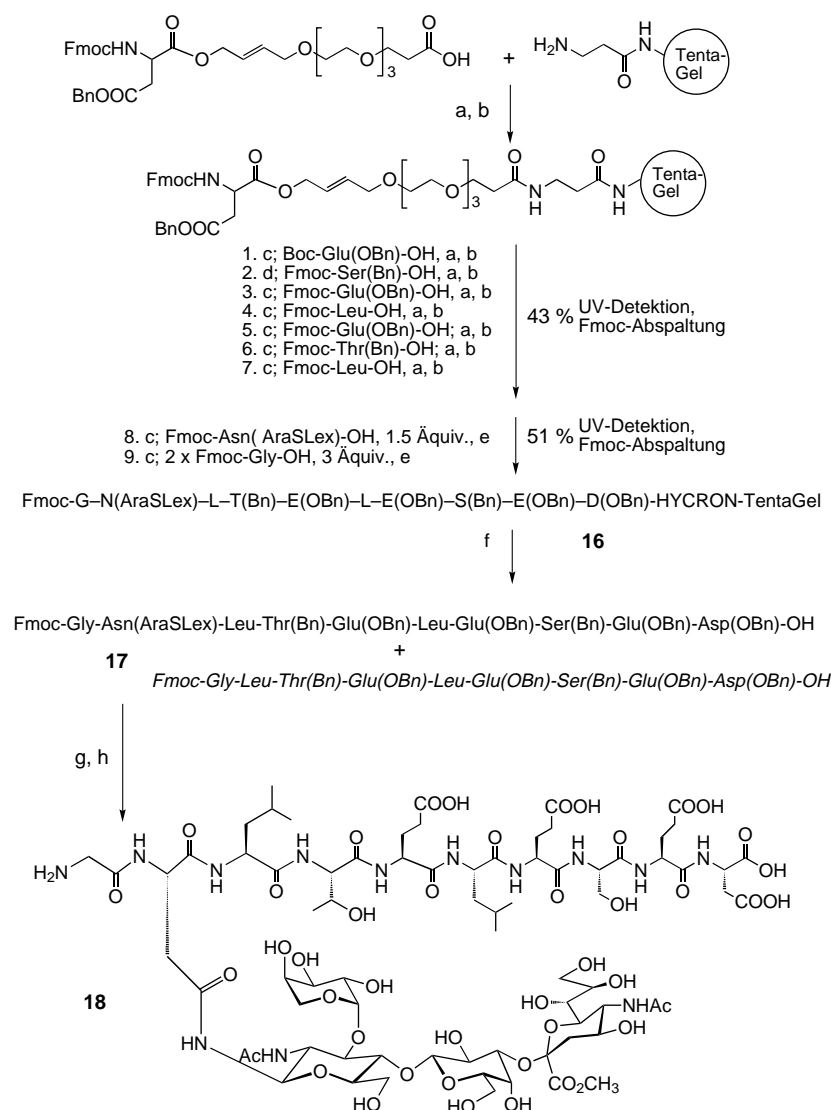 FmocHN O O O O O OH 3 + H2N H N O Tenta-
Gel
BnOOC
a, b
FmocHN O O O O O O N H O H N 3 Tenta-
Gel
BnOOC
1. c; Boc-Glu(OBn)-OH, a, b
2. d; Fmoc-Ser(Bn)-OH, a, b
3. c; Fmoc-Glu(OBn)-OH, a, b
4. c; Fmoc-Leu-OH, a, b
5. c; Fmoc-Glu(OBn)-OH; a, b
6. c; Fmoc-Thr(Bn)-OH; a, b
7. c; Fmoc-Leu-OH, a, b
43 % UV-Detektion,
Fmoc-Abspaltung
8. c; Fmoc-Asn( AraSLex)-OH, 1.5 Äquiv., e
9. c; 2 x Fmoc-Gly-OH, 3 Äquiv., e
51 % UV-Detektion,
Fmoc-Abspaltung
Fmoc-G–N(AraSLex)–L–T(Bn)–E(OBn)–L–E(OBn)–S(Bn)–E(OBn)–D(OBn)-HYCRON-TentaGel
f 16
Fmoc-Gly-Asn(AraSLex)-Leu-Thr(Bn)-Glu(OBn)-Leu-Glu(OBn)-Ser(Bn)-Glu(OBn)-Asp(OBn)-OH
17 +
Fmoc-Gly-Leu-Thr(Bn)-Glu(OBn)-Leu-Glu(OBn)-Ser(Bn)-Glu(OBn)-Asp(OBn)-OH
g, h
COOH COOH COOH
H2N O H N O N H O H N O N H O H N O N H O H N O N H O H N O OH
OH OH COOH
18
O HO HO O OH HO HO OH OH NHAc
H N AcHN O O O HO O O O OH
HO OH HO OH CO2CH3